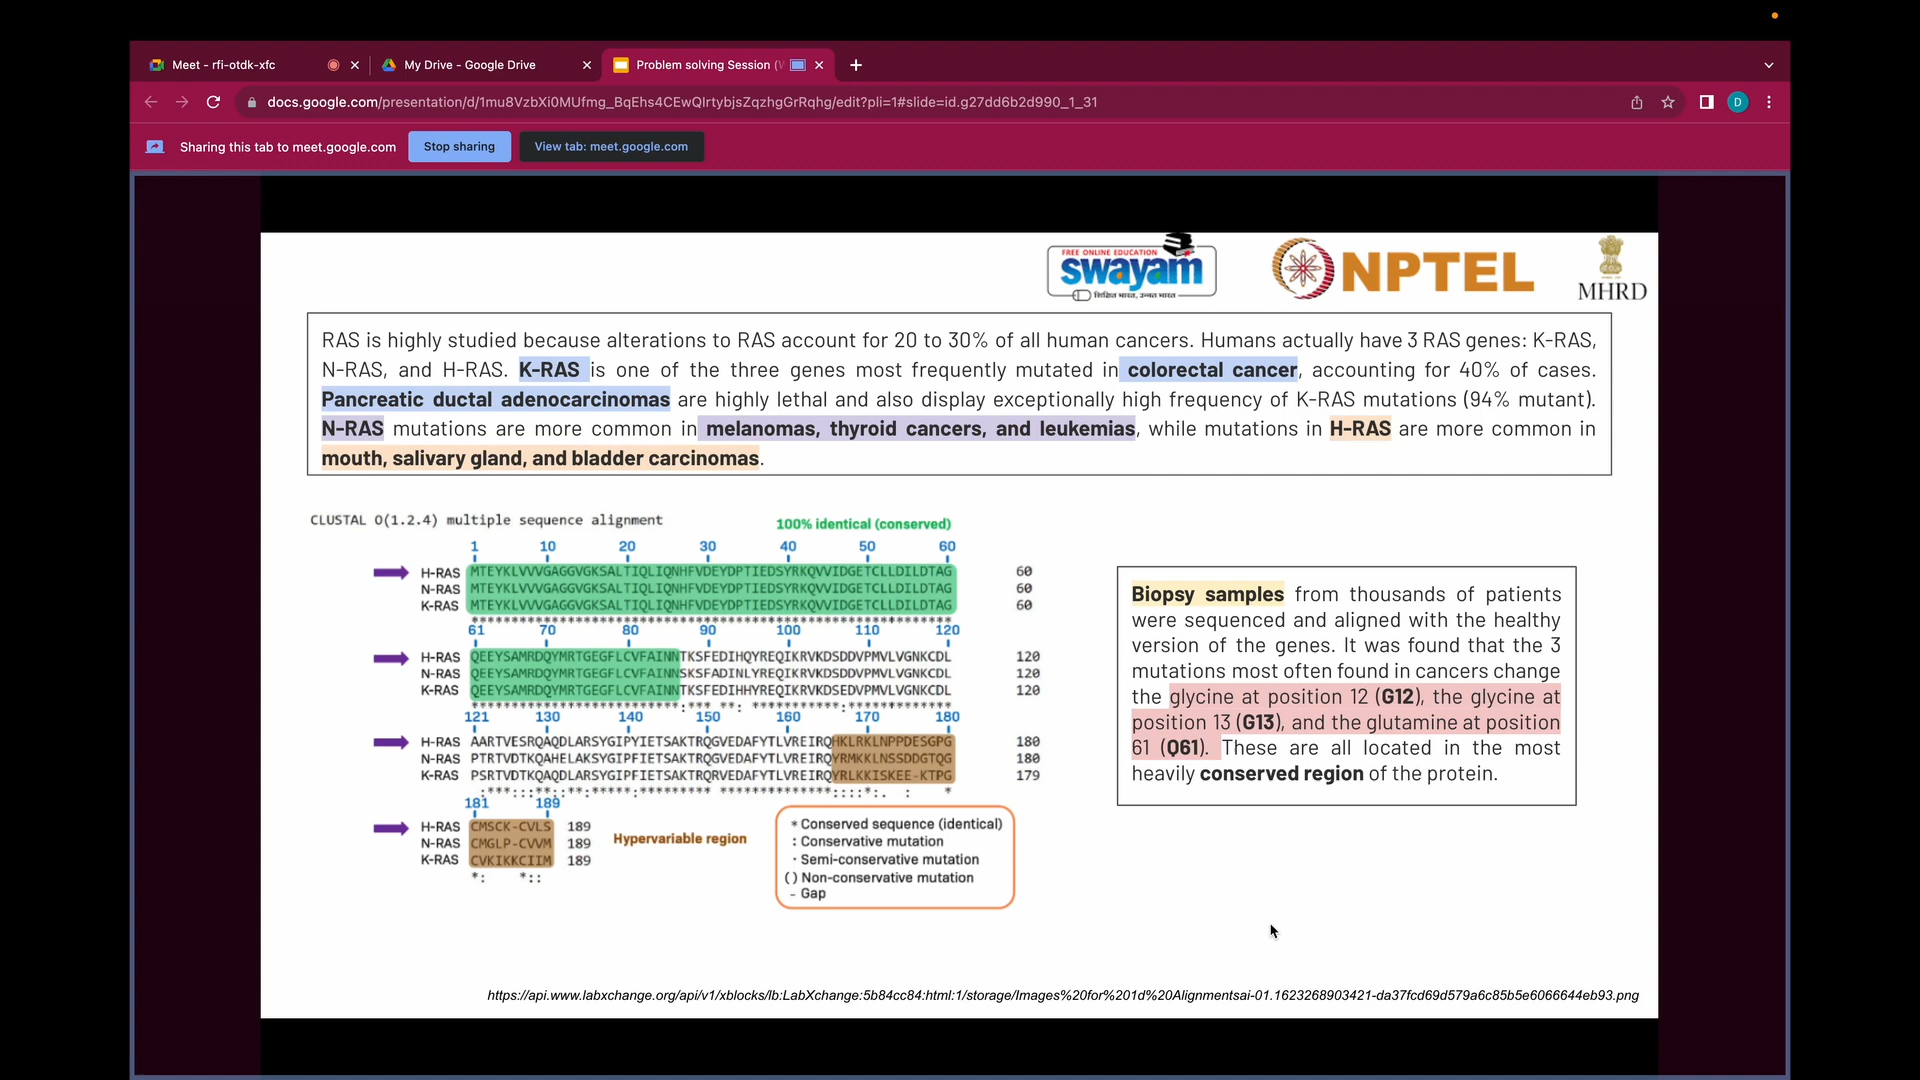 Meet - rfi-otdk-xfc
My Drive - Google Drive
Problem solving Session (
docs.google.com/presentation/d/1mu8VzbXi0MUfmg_BqEhs4CEwQIrtybjsZqzhgGrRqhg/edit?pli=1#slide=id.g27dd6b2d990_1_31
D
Sharing this tab to meet.google.com
Stop sharing
View tab: meet.google.com
FREE ONLINE EDUCATION
swayam
शिक्षित भारत, उन्नत भारत
NPTEL
MHRD
RAS is highly studied because alterations to RAS account for 20 to 30% of all human cancers. Humans actually have 3 RAS genes: K-RAS,
N-RAS, and H-RAS. K-RAS is one of the three genes most frequently mutated in colorectal cancer, accounting for 40% of cases.
Pancreatic ductal adenocarcinomas are highly lethal and also display exceptionally high frequency of K-RAS mutations (94% mutant).
N-RAS mutations are more common in melanomas, thyroid cancers, and leukemias, while mutations in H-RAS are more common in
mouth, salivary gland, and bladder carcinomas.
CLUSTAL O(1.2.4) multiple sequence alignment
100% identical (conserved)
1 10 20 30 40 50 60
H-RAS MTEYKLVVVGAGGVGKSALTIQLIQNHFVDEYDPTIEDSYRKQVVIDGETCLLDILDTAG 60
N-RAS MTEYKLVVVGAGGVGKSALTIQLIQNHFVDEYDPTIEDSYRKQVVIDGETCLLDILDTAG 60
K-RAS MTEYKLVVVGAGGVGKSALTIQLIQNHFVDEYDPTIEDSYRKQVVIDGETCLLDILDTAG 60
************************************************************
61 70 80 90 100 110 120
H-RAS QEEYSAMRDQYMRTGEGFLCVFAINNTKSFEDIHQYREQIKRVKDSDDVPMVLVGNKCDL 120
N-RAS QEEYSAMRDQYMRTGEGFLCVFAINNSKSFADINLYREQIKRVKDSDDVPMVLVGNKCDL 120
K-RAS QEEYSAMRDQYMRTGEGFLCVFAINNTKSFEDIHHYREQIKRVKDSEDVPMVLVGNKCDL 120
**************************:*** **: ***********:*************
121 130 140 150 160 170 180
H-RAS AARTVESRQAQDLARSYGIPYIETSAKTRQGVEDAFYTLVREIRQHKLRKLNPPDESGPG 180
N-RAS PTRTVDTKQAHELAKSYGIPFIETSAKTRQGVEDAFYTLVREIRQYRMKKLNSSDDGTQG 180
K-RAS PSRTVDTKQAQDLARSYGIPFIETSAKTRQRVEDAFYTLVREIRQYRLKKISKEE-KTPG 179
181 189
H-RAS CMSCK-CVLS 189
N-RAS CMGLP-CVVM 189
K-RAS CVKIKKCIIM 189
*: *::
Hypervariable region
* Conserved sequence (identical)
: Conservative mutation
· Semi-conservative mutation
( ) Non-conservative mutation
- Gap
Biopsy samples from thousands of patients
were sequenced and aligned with the healthy
version of the genes. It was found that the 3
mutations most often found in cancers change
the glycine at position 12 (G12), the glycine at
position 13 (G13), and the glutamine at position
61 (Q61). These are all located in the most
heavily conserved region of the protein.
https://api.www.labxchange.org/api/v1/xblocks/lb:LabXchange:5b84cc84:html:1/storage/Images%20for%201d%20Alignmentsai-01.1623268903421-da37fcd69d579a6c85b5e6066644eb93.png